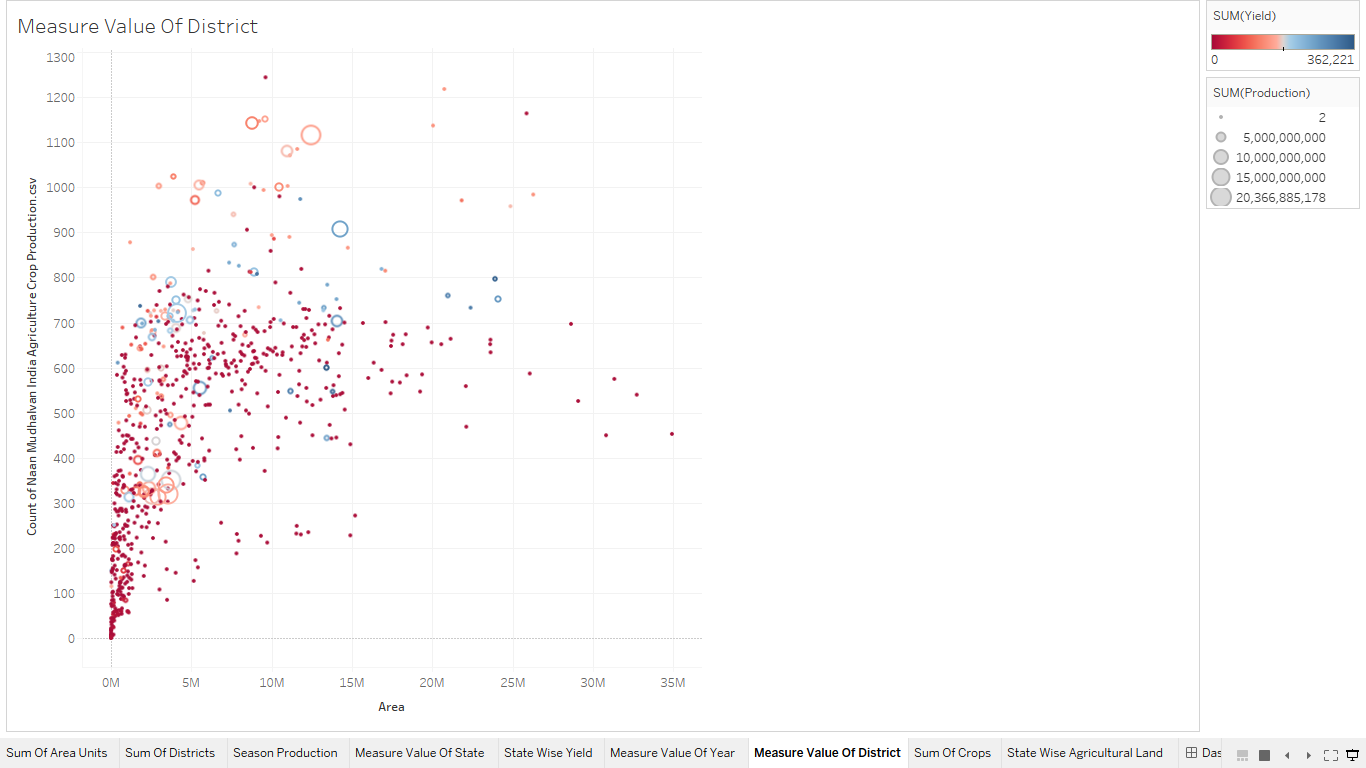 Measure Value Of District
Count of Naan Mudhalvan India Agriculture Crop Production.csv
1300
1200
1100
1000
900
800
700
600
500
400
300
200
100
0
0M 5M 10M 15M 20M 25M 30M 35M
Area
SUM(Yield)
0 362,221
SUM(Production)
2
5,000,000,000
10,000,000,000
15,000,000,000
20,366,885,178
Sum Of Area Units Sum Of Districts Season Production Measure Value Of State State Wise Yield Measure Value Of Year Measure Value Of District Sum Of Crops State Wise Agricultural Land Das